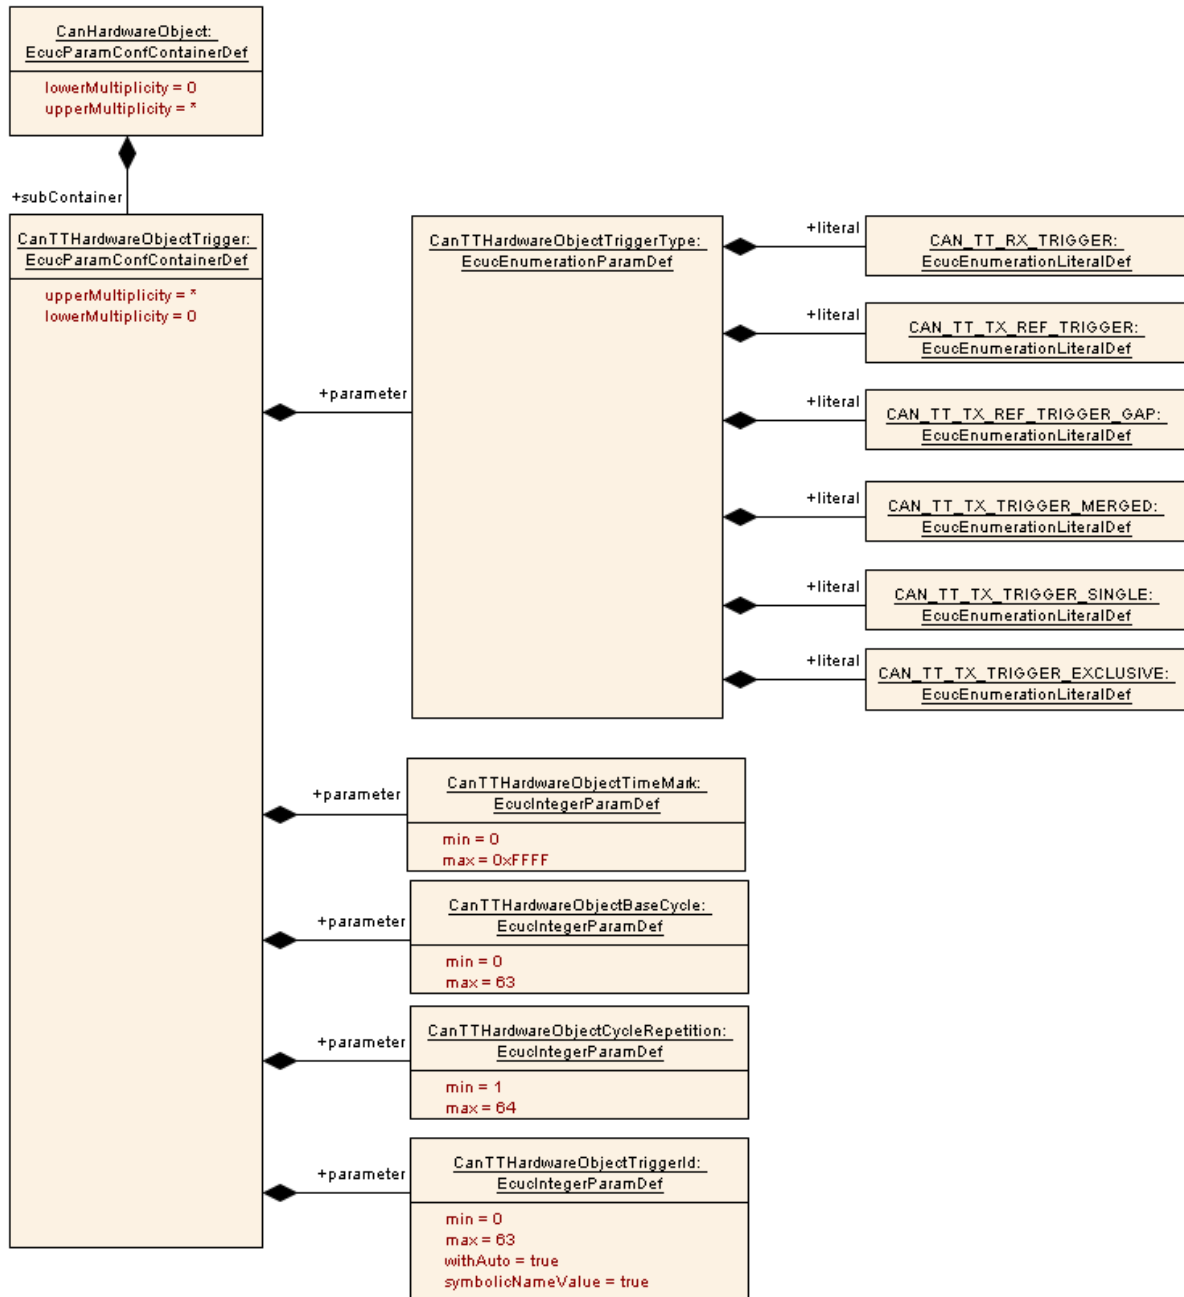 CanHardwareObject:
EcucParamConfContainerDef
lowerMultiplicity = 0
upperMultiplicity = *
+subContainer
CanTTHardwareObjectTrigger:
EcucParamConfContainerDef
upperMultiplicity = *
lowerMultiplicity = 0
+parameter
CanTTHardwareObjectTriggerType:
EcucEnumerationParamDef
+literal
CAN_TT_RX_TRIGGER:
EcucEnumerationLiteralDef
+literal
CAN_TT_TX_REF_TRIGGER:
EcucEnumerationLiteralDef
+literal
CAN_TT_TX_REF_TRIGGER_GAP:
EcucEnumerationLiteralDef
+literal
CAN_TT_TX_TRIGGER_MERGED:
EcucEnumerationLiteralDef
+literal
CAN_TT_TX_TRIGGER_SINGLE:
EcucEnumerationLiteralDef
+literal
CAN_TT_TX_TRIGGER_EXCLUSIVE:
EcucEnumerationLiteralDef
+parameter
CanTTHardwareObjectTimeMark:
EcucIntegerParamDef
min = 0
max = 0xFFFF
+parameter
CanTTHardwareObjectBaseCycle:
EcucIntegerParamDef
min = 0
max = 63
+parameter
CanTTHardwareObjectCycleRepetition:
EcucIntegerParamDef
min = 1
max = 64
+parameter
CanTTHardwareObjectTriggerId:
EcucIntegerParamDef
min = 0
max = 63
withAuto = true
symbolicNameValue = true